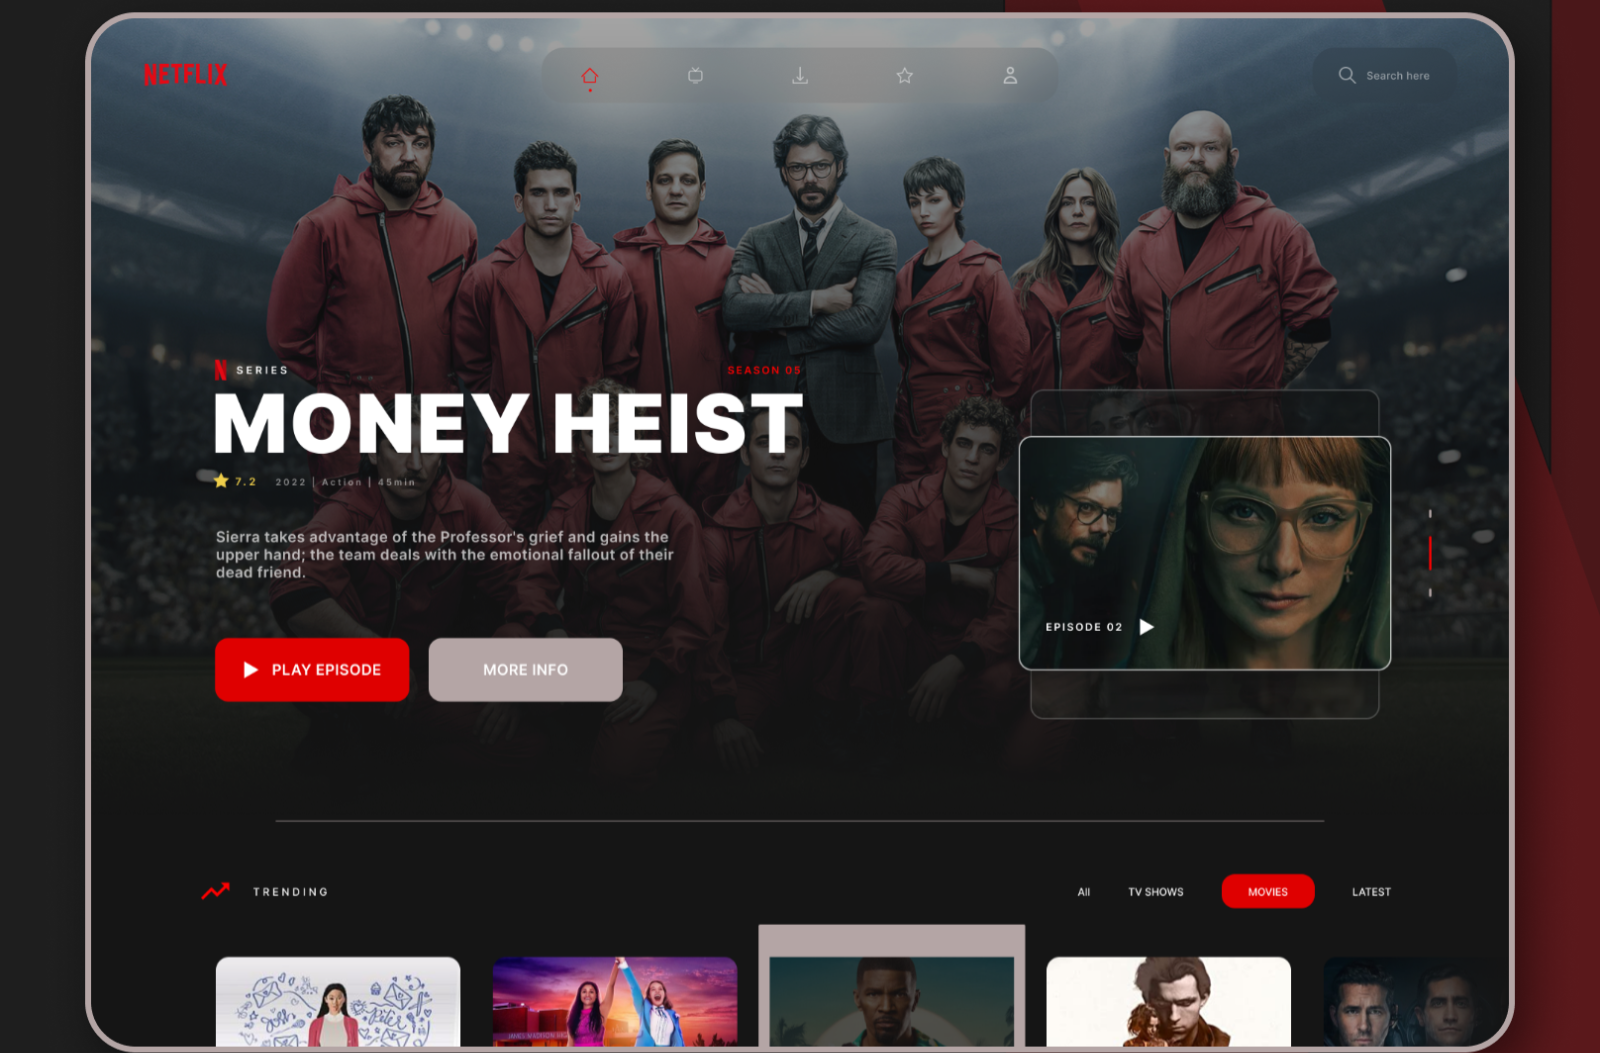 NETFLIX
Search here
N SERIES
SEASON 05
MONEY HEIST
7.2 2022 | Action | 45min
Sierra takes advantage of the Professor's grief and gains the
upper hand; the team deals with the emotional fallout of their
dead friend.
EPISODE 02
PLAY EPISODE
MORE INFO
TRENDING
All
TV SHOWS
MOVIES
LATEST